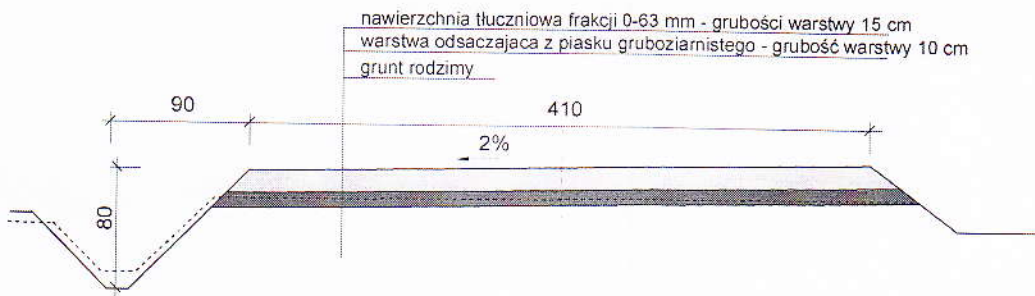 nawierzchnia tłuczniowa frakcji 0-63 mm - grubości warstwy 15 cm
warstwa odsaczajaca z piasku gruboziarnistego - grubość warstwy 10 cm
grunt rodzimy
90
410
2%
80